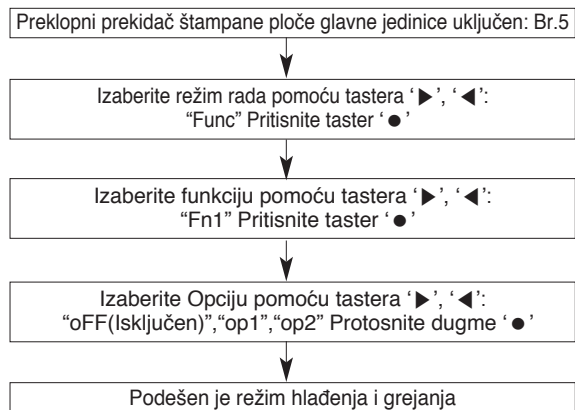 Preklopni prekidač štampane ploče glavne jedinice uključen: Br.5
Izaberite režim rada pomoću tastera ‘▶’, ‘◀’:
“Func” Pritisnite taster ‘●’
Izaberite funkciju pomoću tastera ‘▶’, ‘◀’:
“Fn1” Pritisnite taster ‘●’
Izaberite Opciju pomoću tastera ‘▶’, ‘◀’:
“oFF(Isključen)”,“op1”,“op2” Protosnite dugme ‘●’
Podešen je režim hlađenja i grejanja